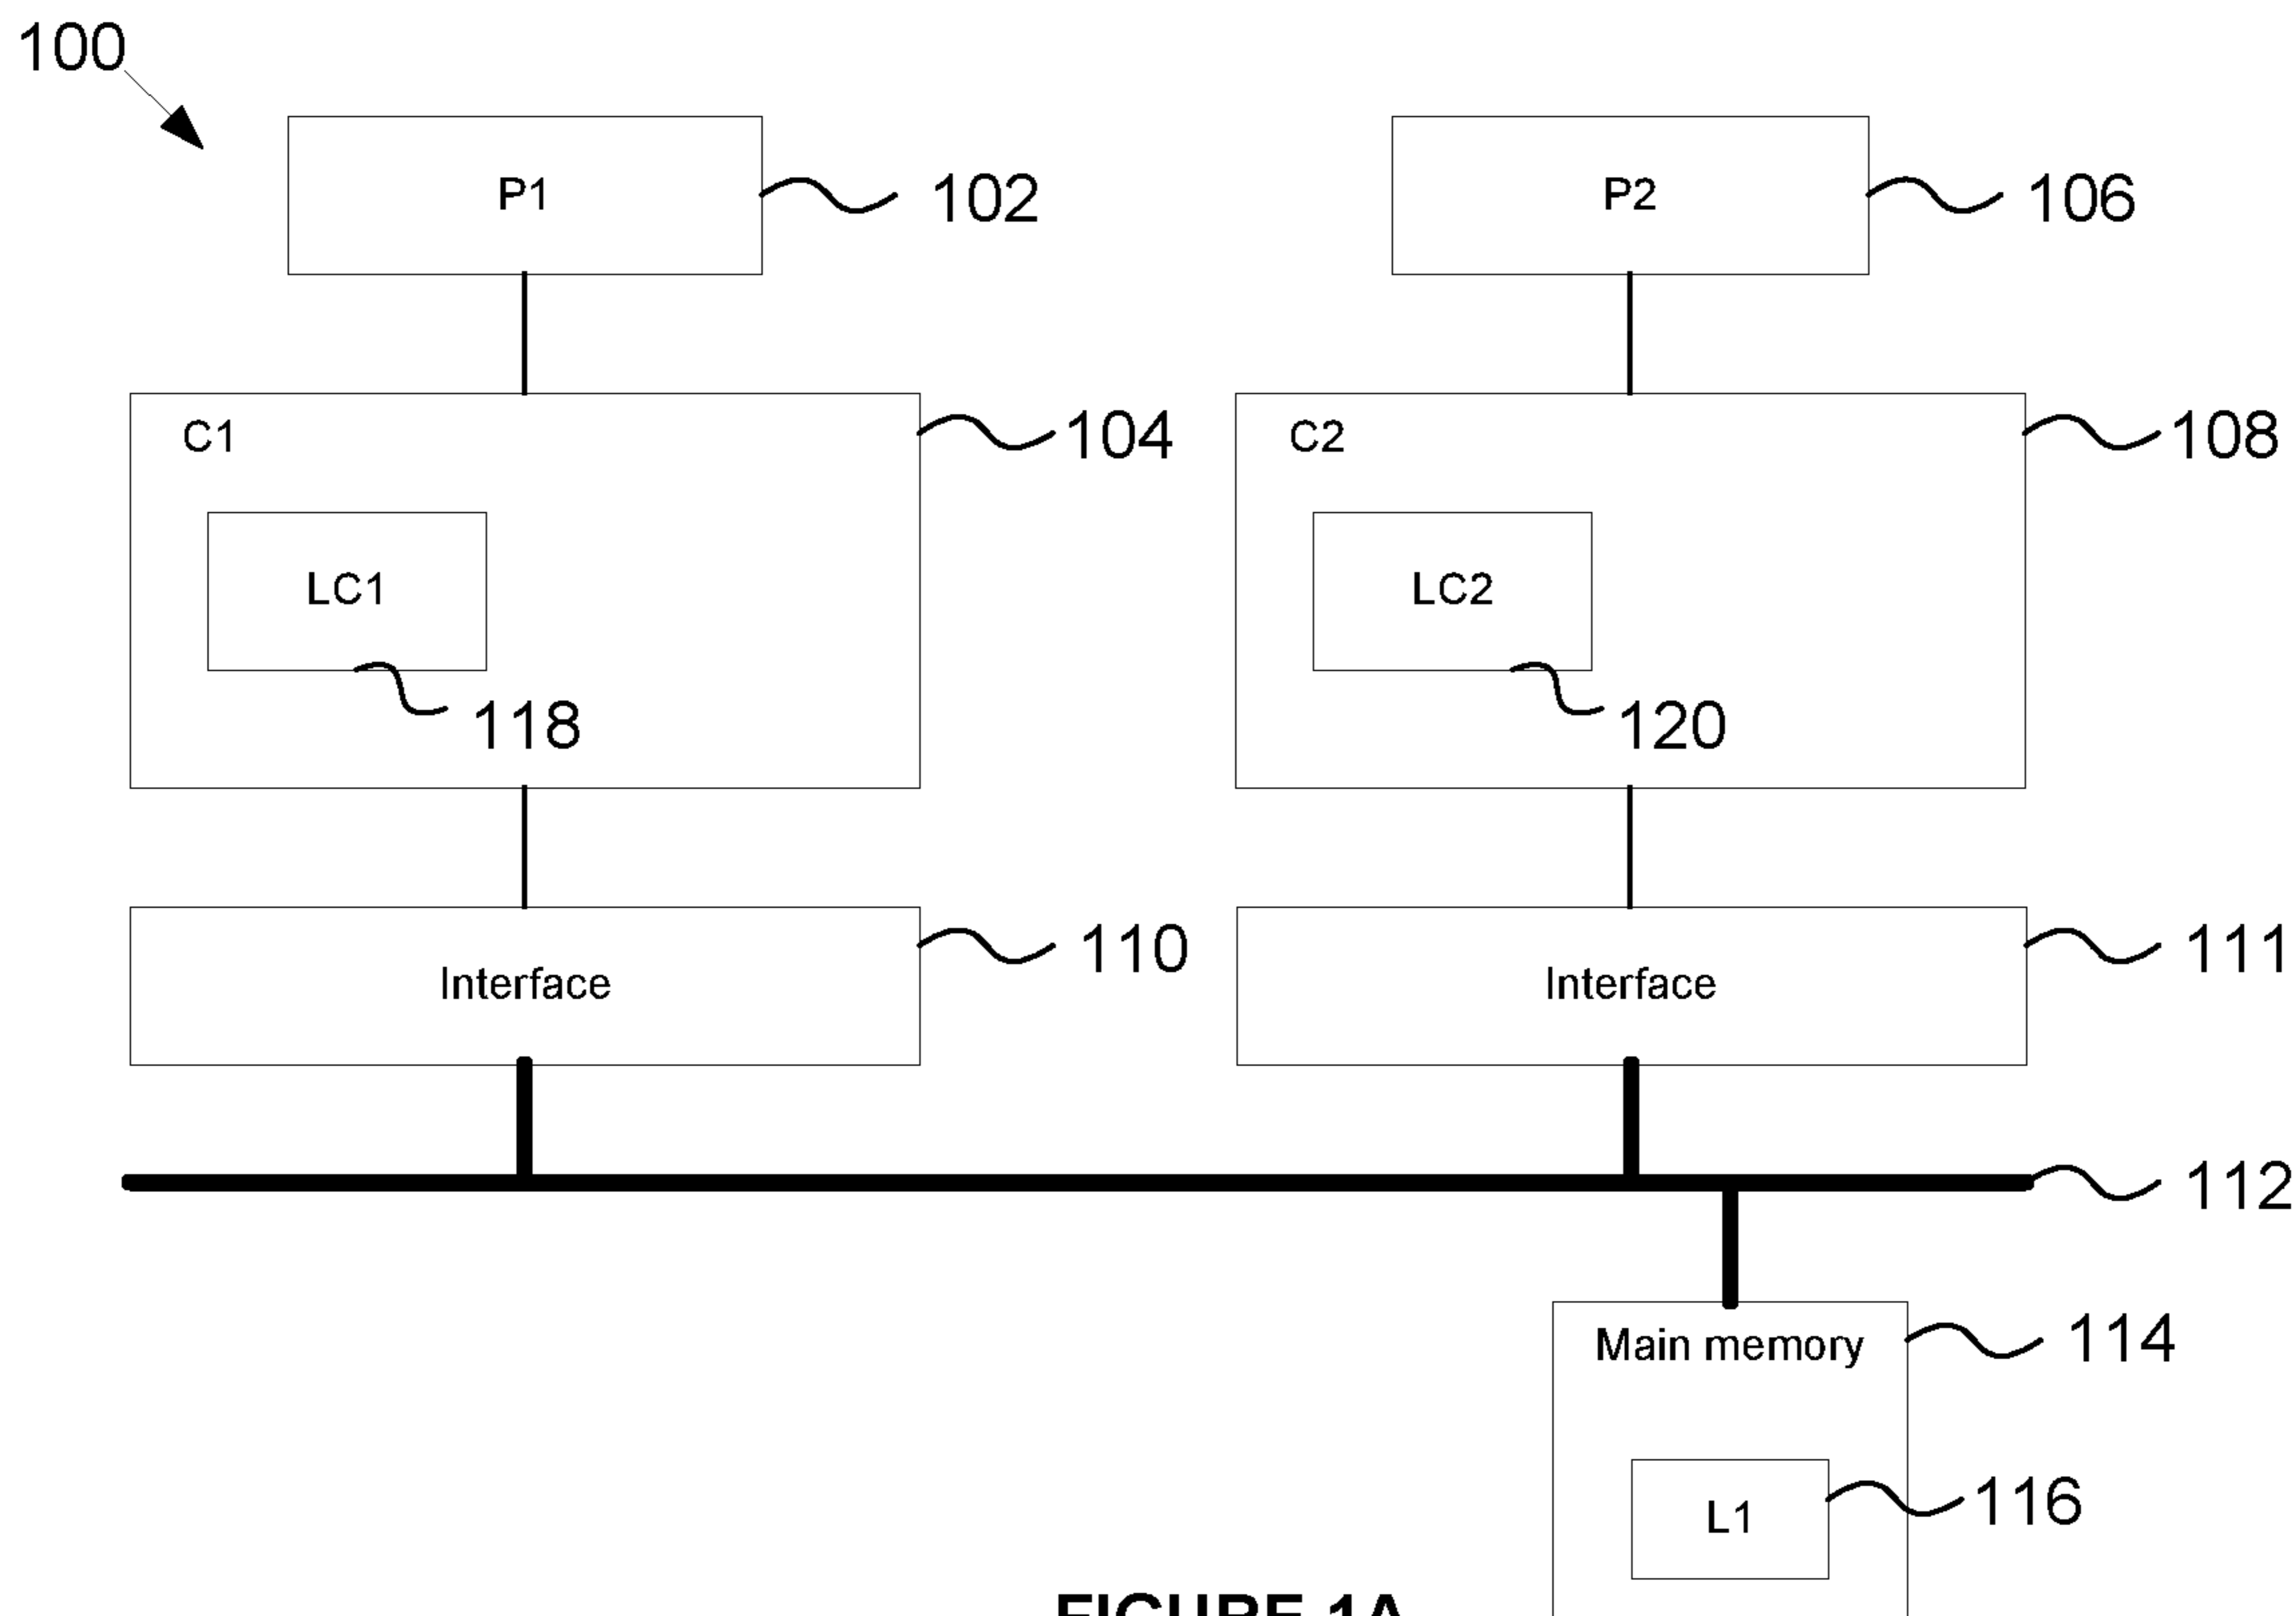 100
P1
102
P2
106
C1
104
C2
108
LC1
118
LC2
120
Interface
110
Interface
111
112
Main memory
114
L1
116
FIGURE 1A